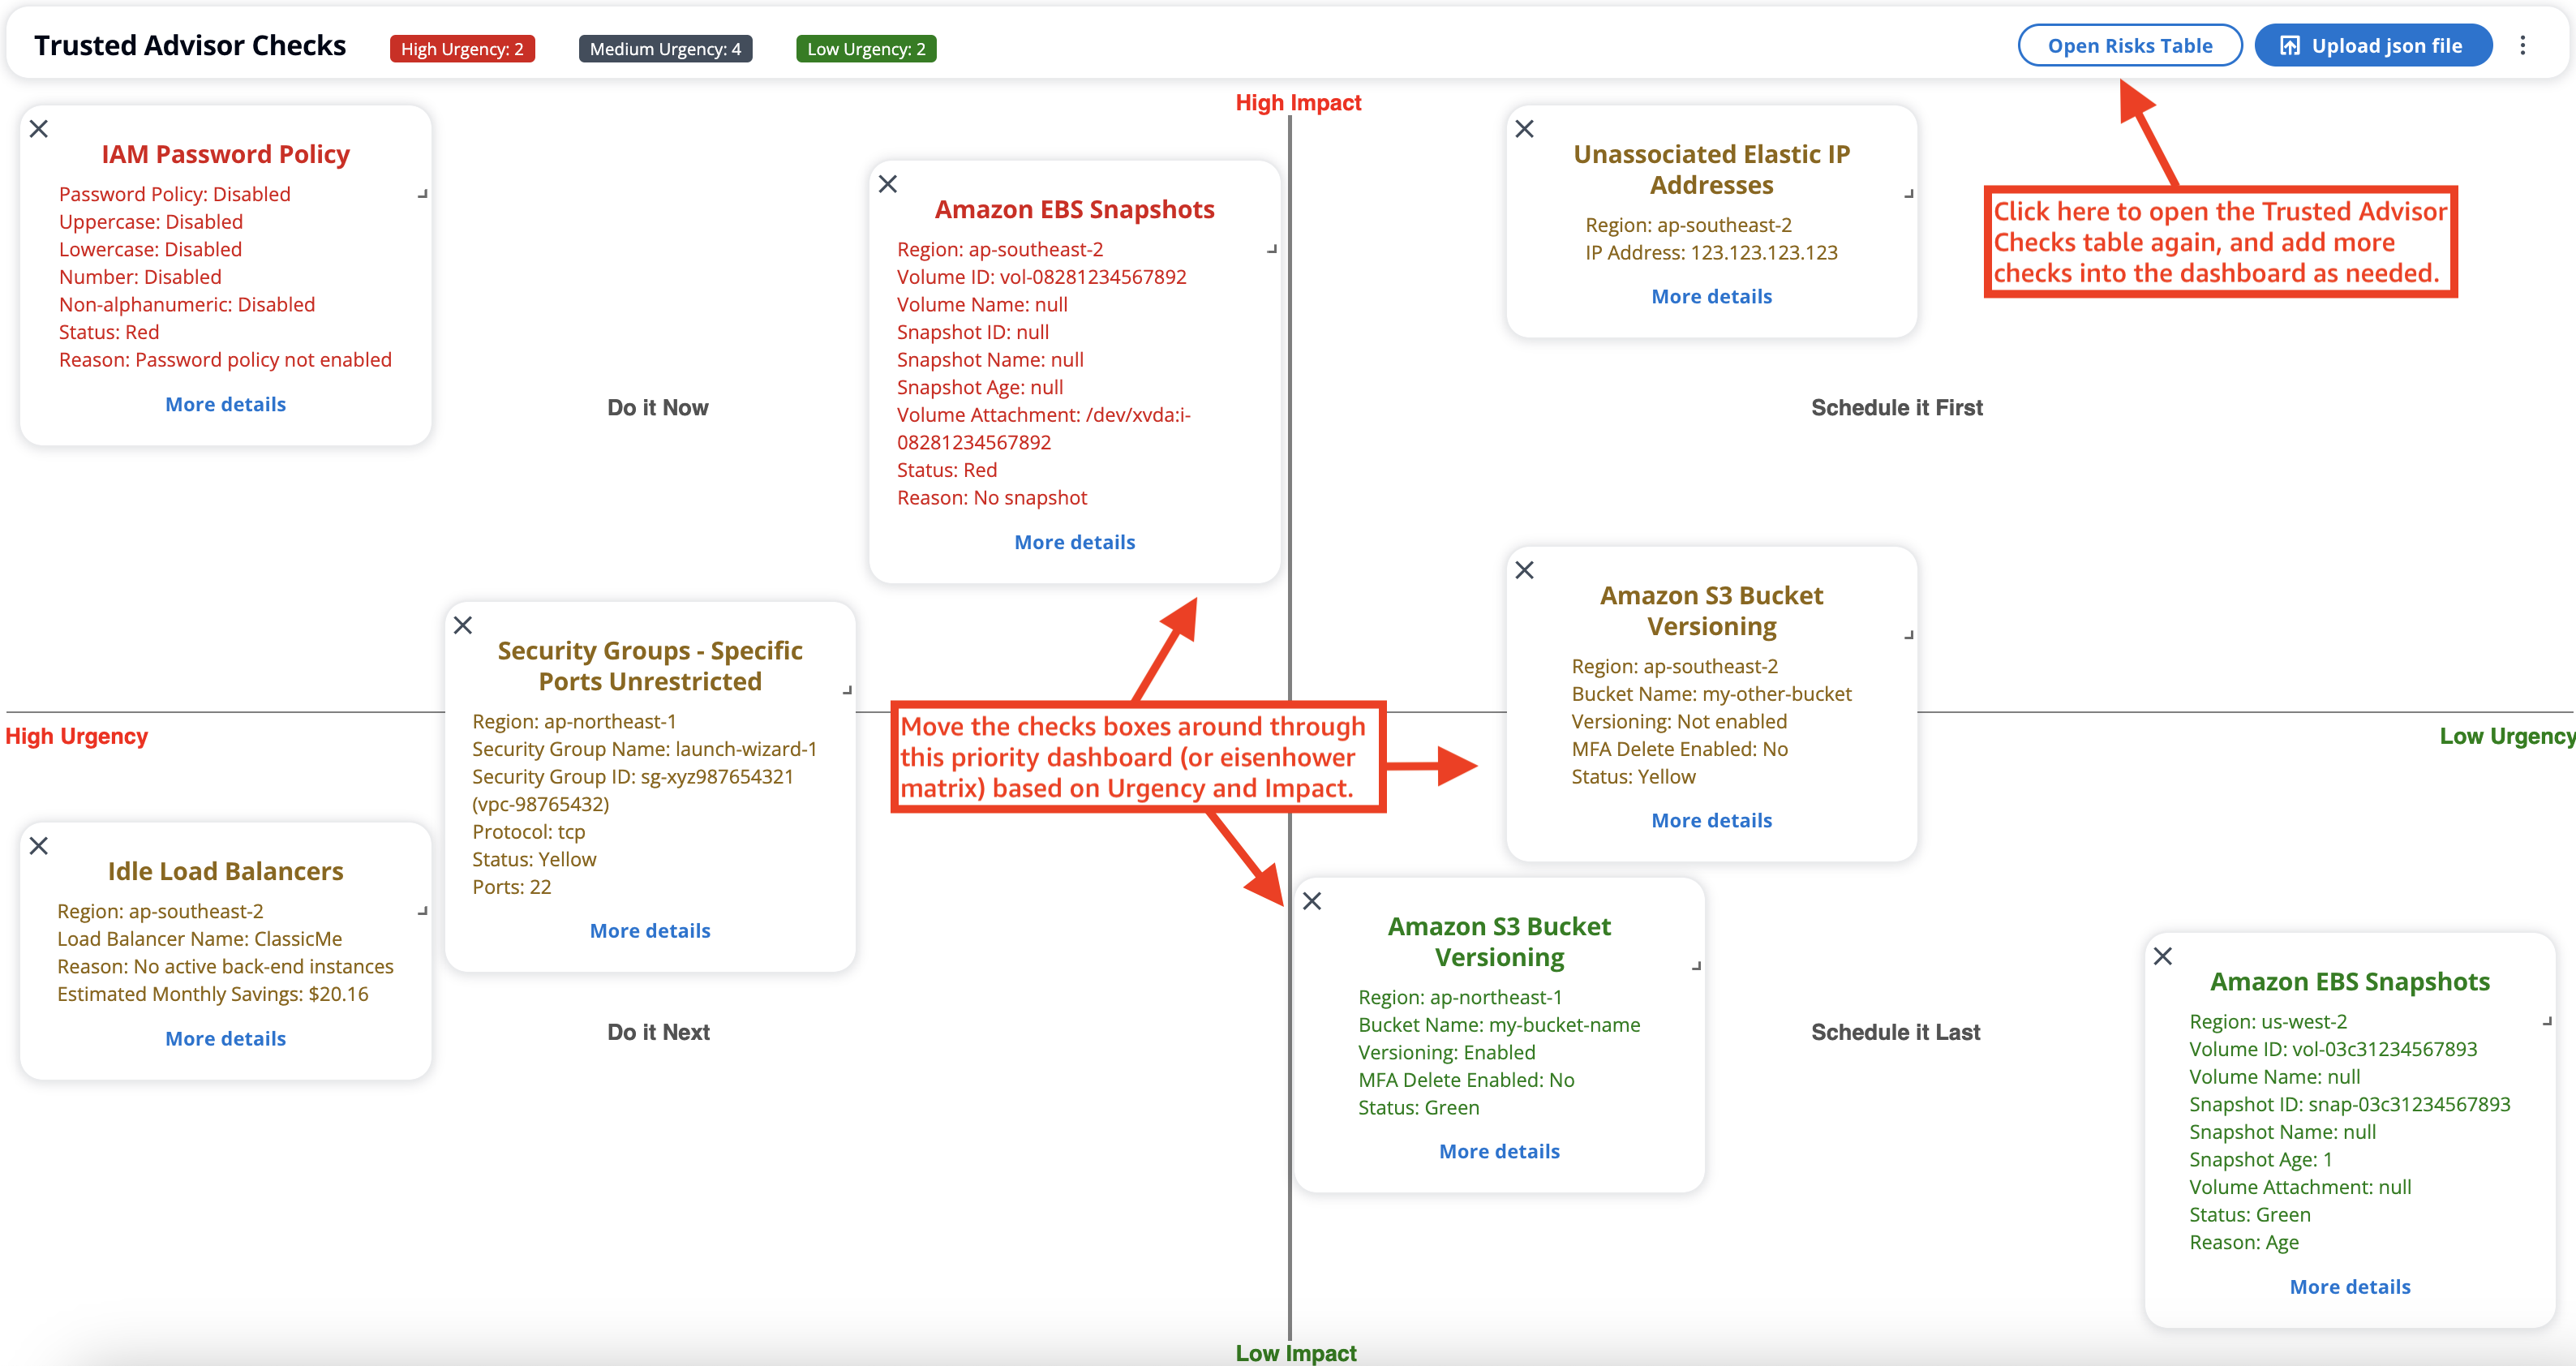 Trusted Advisor Checks
High Urgency: 2
Medium Urgency: 4
Low Urgency: 2
Open Risks Table
Upload json file
High Impact
IAM Password Policy
Password Policy: Disabled
Uppercase: Disabled
Lowercase: Disabled
Number: Disabled
Non-alphanumeric: Disabled
Status: Red
Reason: Password policy not enabled
More details
Do it Now
Amazon EBS Snapshots
Region: ap-southeast-2
Volume ID: vol-08281234567892
Volume Name: null
Snapshot ID: null
Snapshot Name: null
Snapshot Age: null
Volume Attachment: /dev/xvda:i-
08281234567892
Status: Red
Reason: No snapshot
More details
Unassociated Elastic IP
Addresses
Region: ap-southeast-2
IP Address: 123.123.123.123
More details
Click here to open the Trusted Advisor
Checks table again, and add more
checks into the dashboard as needed.
Schedule it First
Security Groups - Specific
Ports Unrestricted
Region: ap-northeast-1
Security Group Name: launch-wizard-1
Security Group ID: sg-xyz987654321
(vpc-98765432)
Protocol: tcp
Status: Yellow
Ports: 22
More details
Amazon S3 Bucket
Versioning
Region: ap-southeast-2
Bucket Name: my-other-bucket
Versioning: Not enabled
MFA Delete Enabled: No
Status: Yellow
More details
High Urgency
Move the checks boxes around through
this priority dashboard (or eisenhower
matrix) based on Urgency and Impact.
Low Urgency
Idle Load Balancers
Region: ap-southeast-2
Load Balancer Name: ClassicMe
Reason: No active back-end instances
Estimated Monthly Savings: $20.16
More details
Do it Next
Amazon S3 Bucket
Versioning
Region: ap-northeast-1
Bucket Name: my-bucket-name
Versioning: Enabled
MFA Delete Enabled: No
Status: Green
More details
Schedule it Last
Amazon EBS Snapshots
Region: us-west-2
Volume ID: vol-03c31234567893
Volume Name: null
Snapshot ID: snap-03c31234567893
Snapshot Name: null
Snapshot Age: 1
Volume Attachment: null
Status: Green
Reason: Age
More details
Low Impact